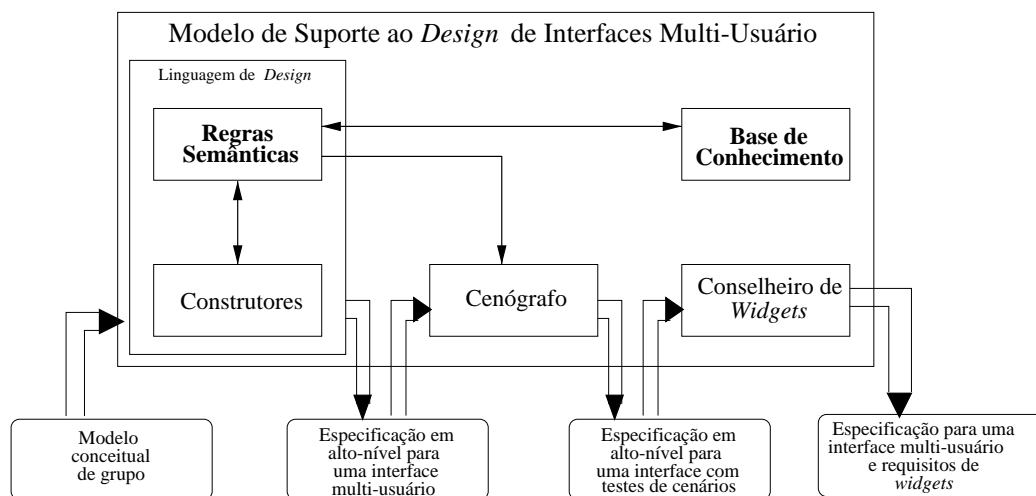 Modelo de Suporte ao Design de Interfaces Multi-Usuário
Linguagem de Design
Regras
Semânticas
Base de
Conhecimento
Construtores
Cenógrafo
Conselheiro de
Widgets
Modelo
conceitual
de grupo
Especificação em
alto-nível para
uma interface
multi-usuário
Especificação em
alto-nível para
uma interface com
testes de cenários
Especificação para uma
interface multi-usuário
e requisitos de
widgets